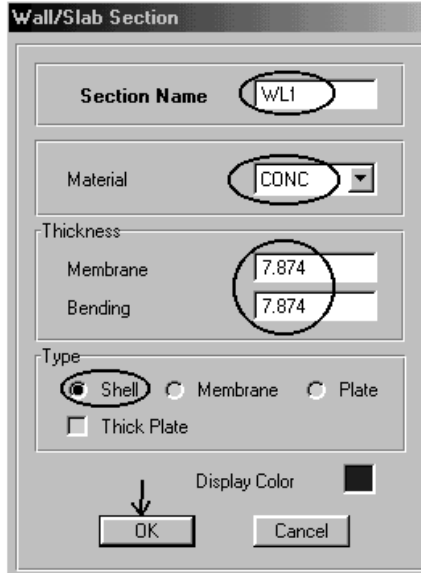 Wall/Slab Section
Section Name WL1
Material CONC
Thickness
Membrane 7.874
Bending 7.874
Type
Shell Membrane Plate
Thick Plate
Display Color
OK Cancel